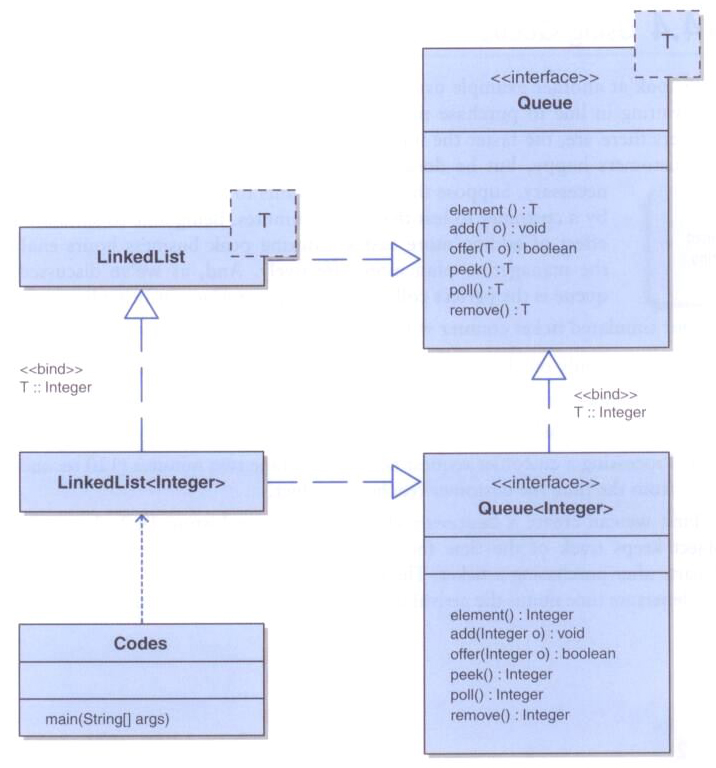 T
<<interface>>
Queue
element () : T
add(T o) : void
offer(T o) : boolean
peek() : T
poll() : T
remove() : T
T
LinkedList
<<bind>>
T :: Integer
<<bind>>
T :: Integer
LinkedList<Integer>
<<interface>>
Queue<Integer>
element() : Integer
add(Integer o) : void
offer(Integer o) : boolean
peek() : Integer
poll() : Integer
remove() : Integer
Codes
main(String[] args)